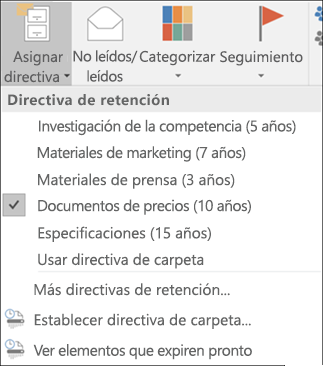 Asignar
directiva
No leídos/
leídos
Categorizar
Seguimiento
Directiva de retención
Investigación de la competencia (5 años)
Materiales de marketing (7 años)
Materiales de prensa (3 años)
Documentos de precios (10 años)
Especificaciones (15 años)
Usar directiva de carpeta
Más directivas de retención...
Establecer directiva de carpeta...
Ver elementos que expiren pronto